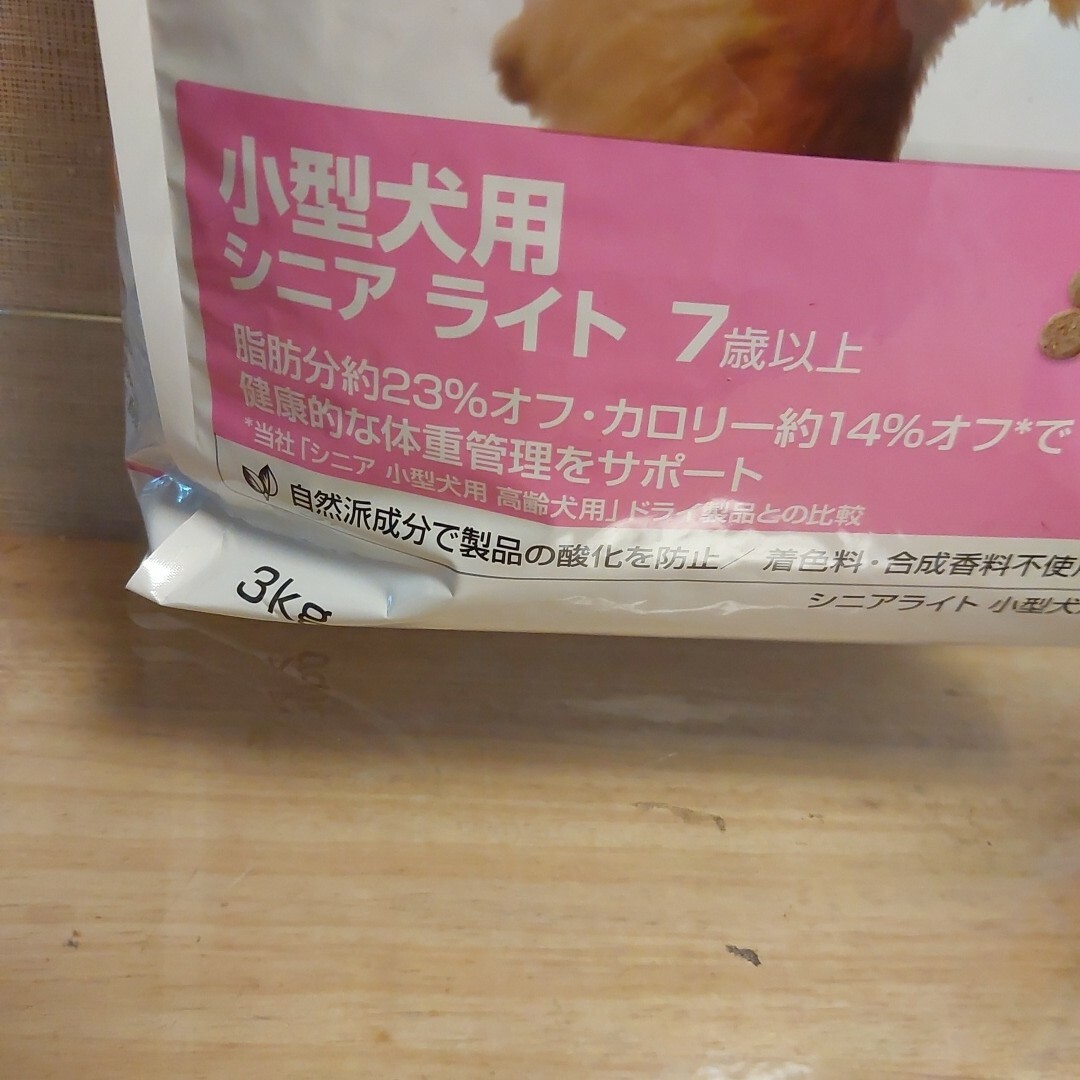 小型犬用
シニア ライト 7歳以上
脂肪分約23%オフ・カロリー約14%オフ*で
健康的な体重管理をサポート
*当社「シニア 小型犬用 高齢犬用」ドライ製品との比較
自然派成分で製品の酸化を防止／ 着色料・合成香料不使用
シニアライト 小型犬
3kg